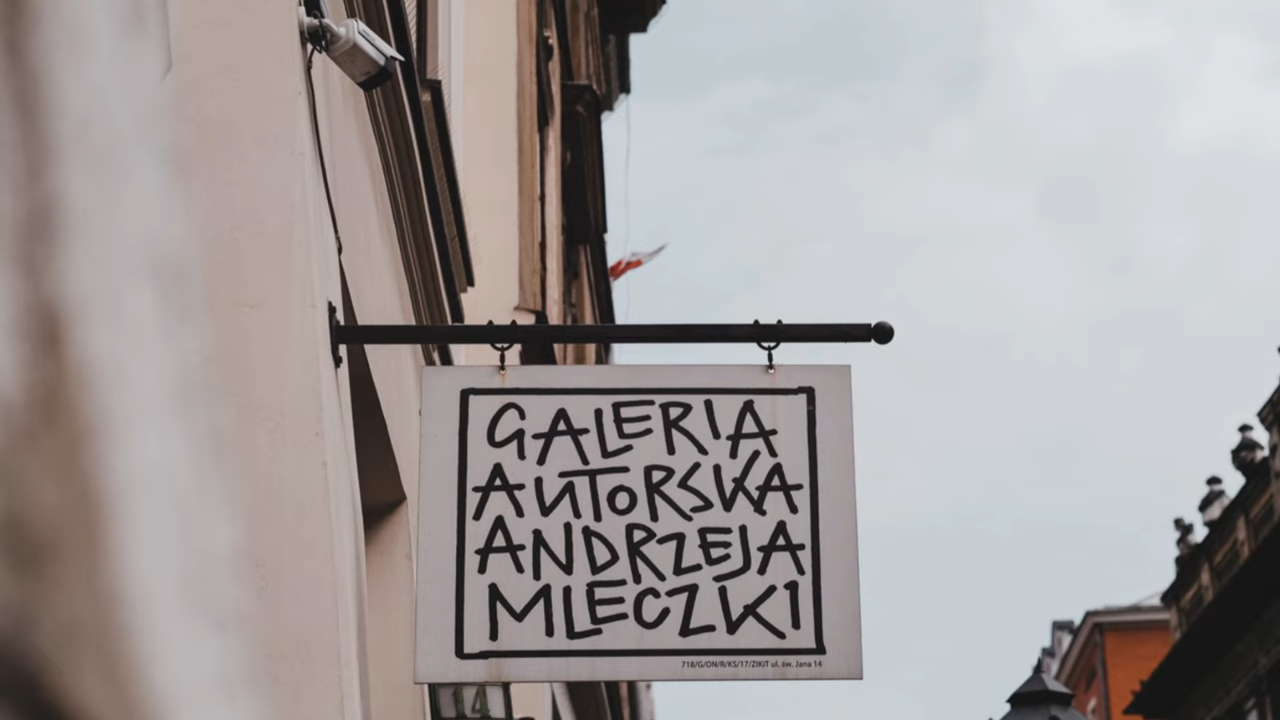 GALERIA
AUTORSKA
ANDRZEJA
MLECZKI
718/G/ON/R/KS/17/ZIKiT ul. św. Jana 14
14